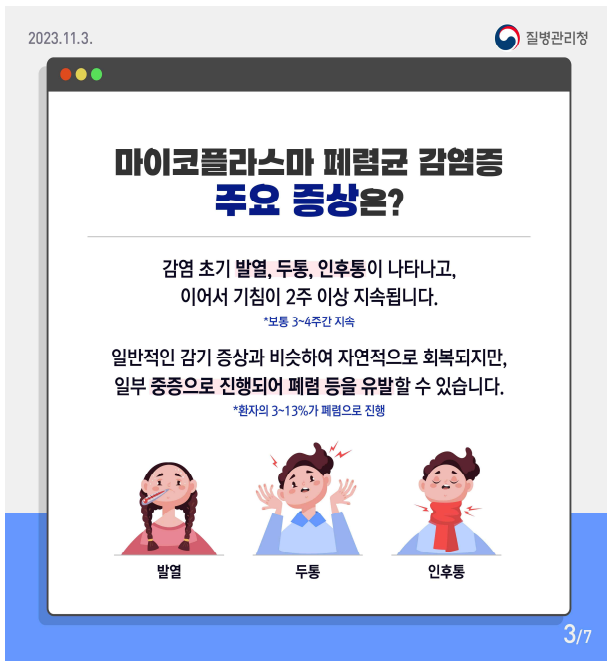 2023.11.3.
질병관리청
마이코플라스마 폐렴균 감염증
주요 증상은?
감염 초기 발열, 두통, 인후통이 나타나고,
이어서 기침이 2주 이상 지속됩니다.
*보통 3~4주간 지속
일반적인 감기 증상과 비슷하여 자연적으로 회복되지만,
일부 중증으로 진행되어 폐렴 등을 유발할 수 있습니다.
*환자의 3~13%가 폐렴으로 진행
발열
두통
인후통
3/7